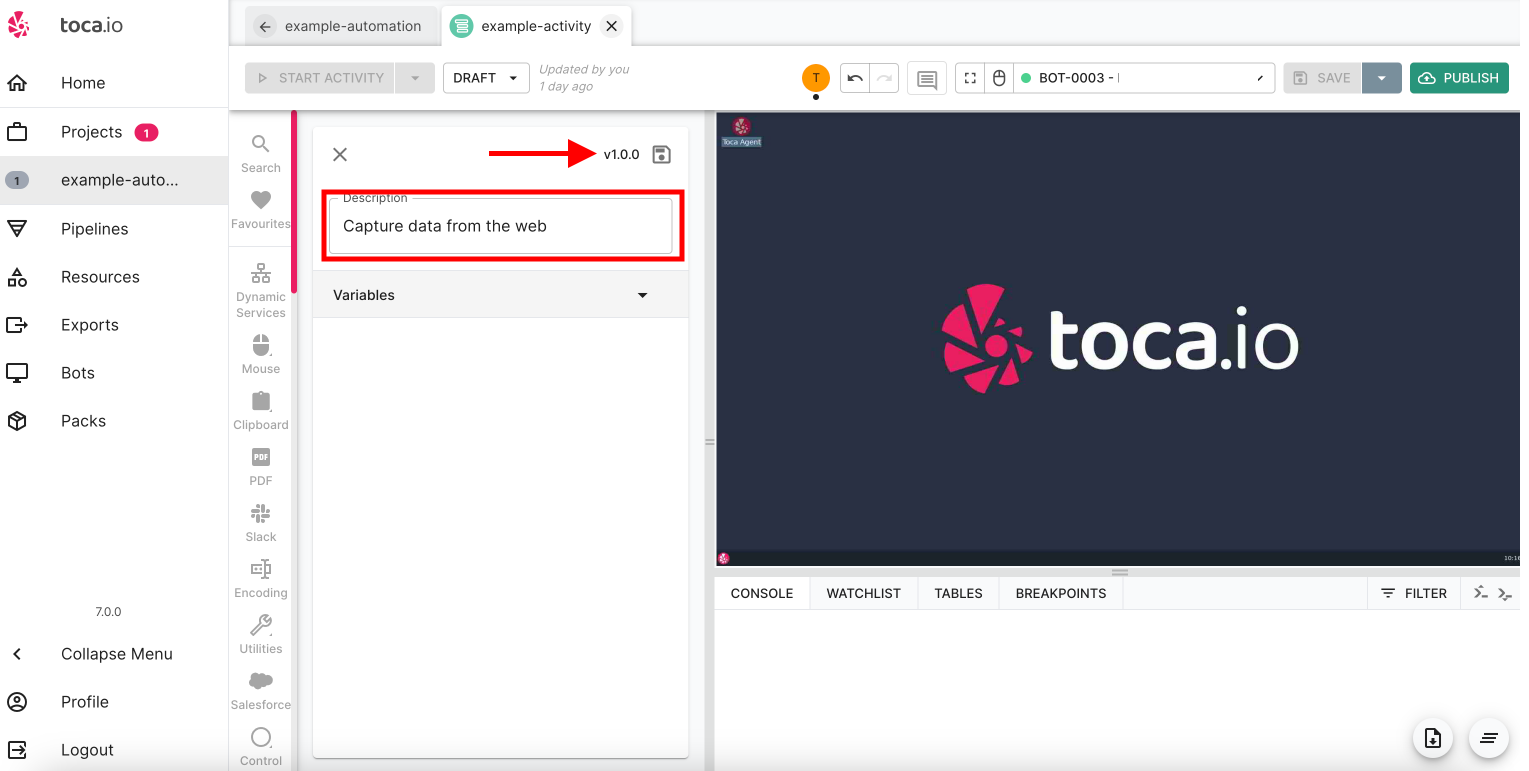 toca.io
Home
Projects 1
1 example-auto...
Pipelines
Resources
Exports
Bots
Packs
7.0.0
Collapse Menu
Profile
Logout
example-automation
example-activity
START ACTIVITY
DRAFT
Updated by you
1 day ago
T
BOT-0003 -
SAVE
PUBLISH
Search
Favourites
Dynamic
Services
Mouse
Clipboard
PDF
PDF
Slack
Encoding
Utilities
Salesforce
Control
v1.0.0
Description
Capture data from the web
Variables
Toca Agent
toca.io
CONSOLE
WATCHLIST
TABLES
BREAKPOINTS
FILTER